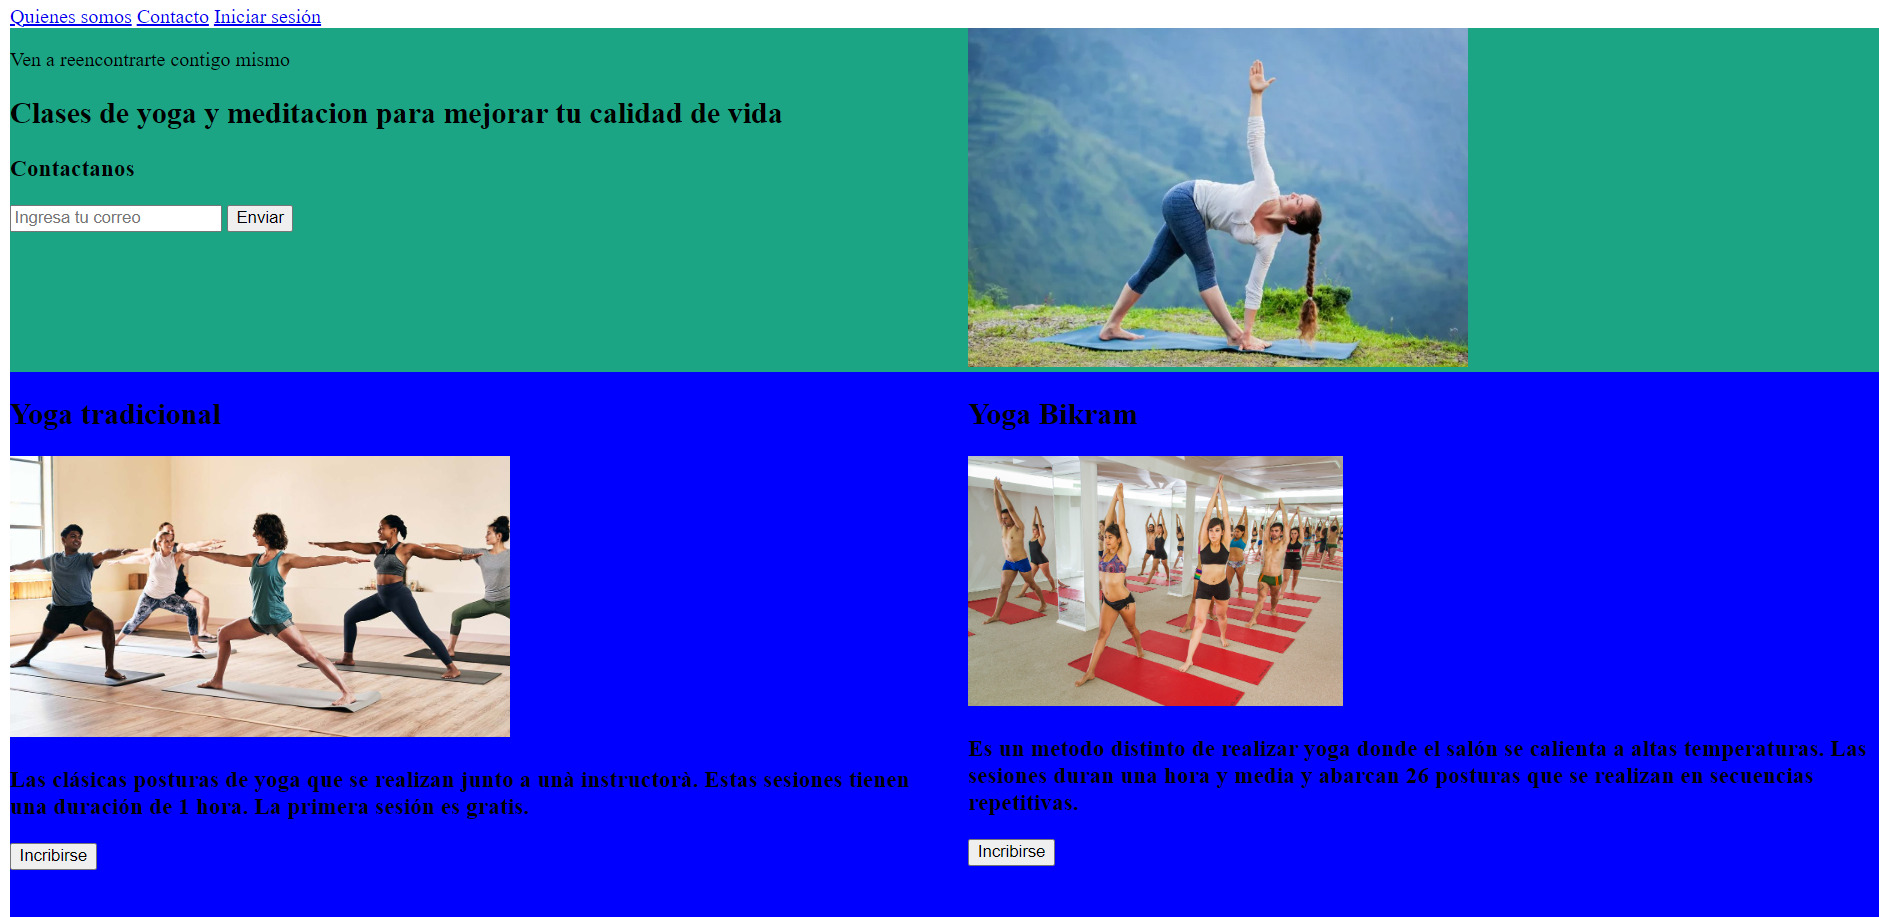 Quienes somos Contacto Iniciar sesión
Ven a reencontrarte contigo mismo
Clases de yoga y meditacion para mejorar tu calidad de vida
Contactanos
Ingresa tu correo Enviar
Yoga tradicional
Las clásicas posturas de yoga que se realizan junto a unà instructorà. Estas sesiones tienen
una duración de 1 hora. La primera sesión es gratis.
Incribirse
Yoga Bikram
Es un metodo distinto de realizar yoga donde el salón se calienta a altas temperaturas. Las
sesiones duran una hora y media y abarcan 26 posturas que se realizan en secuencias
repetitivas.
Incribirse